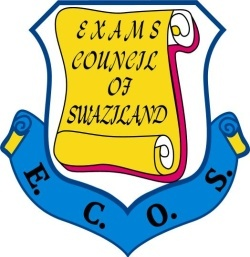 EXAMS
COUNCIL
OF
SWAZILAND
E. C. O. S.